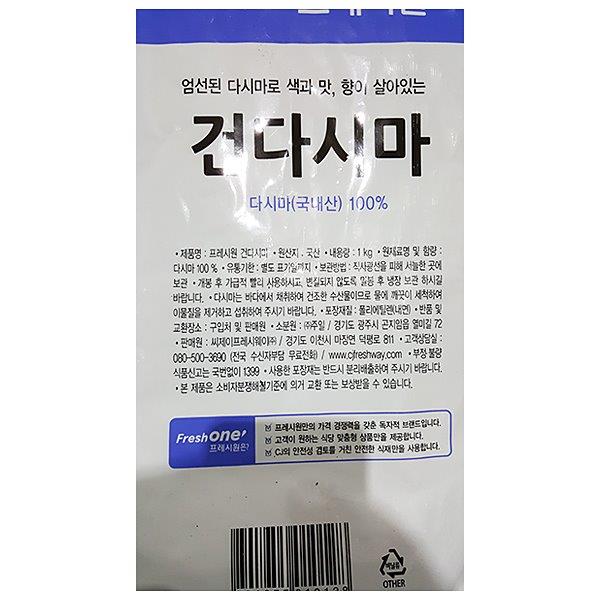 엄선된 다시마로 색과 맛, 향이 살아있는
건다시마
다시마(국내산) 100%
• 제품명 : 프레시원 건다시마 • 원산지 : 국산 • 내용량 : 1 kg • 원재료명 및 함량 :
다시마 100 % • 유통기한 : 별도 표기일까지 • 보관방법 : 직사광선을 피해 서늘한 곳에
보관 • 개봉 후 가급적 빨리 사용하시고, 변질되지 않도록 밀봉 후 냉장 보관 하시길
바랍니다. • 다시마는 바다에서 채취하여 건조한 수산물이므로 물에 깨끗이 세척하여
이물질을 제거하고 섭취하여 주시기 바랍니다. • 포장재질 : 폴리에틸렌(내면) • 반품 및
교환장소 : 구입처 및 판매원 • 소분원 : ㈜주일 / 경기도 광주시 곤지암읍 열미길 72
• 판매원 : 씨제이프레시웨이㈜ / 경기도 이천시 마장면 덕평로 811 • 고객상담실 :
080-500-3690 (전국 수신자부담 무료전화) / www.cjfreshway.com • 부정·불량
식품신고는 국번없이 1399 • 사용한 포장재는 반드시 분리배출하여 주시기 바랍니다.
• 본 제품은 소비자분쟁해결기준에 의거 교환 또는 보상받을 수 있습니다.
Fresh one'
프레시원은?
프레시원만의 가격 경쟁력을 갖춘 독자적 브랜드입니다.
고객이 원하는 식당 맞춤형 상품만을 제공합니다.
CJ의 안전성 검토를 거친 안전한 식재만을 사용합니다.
비닐류
OTHER